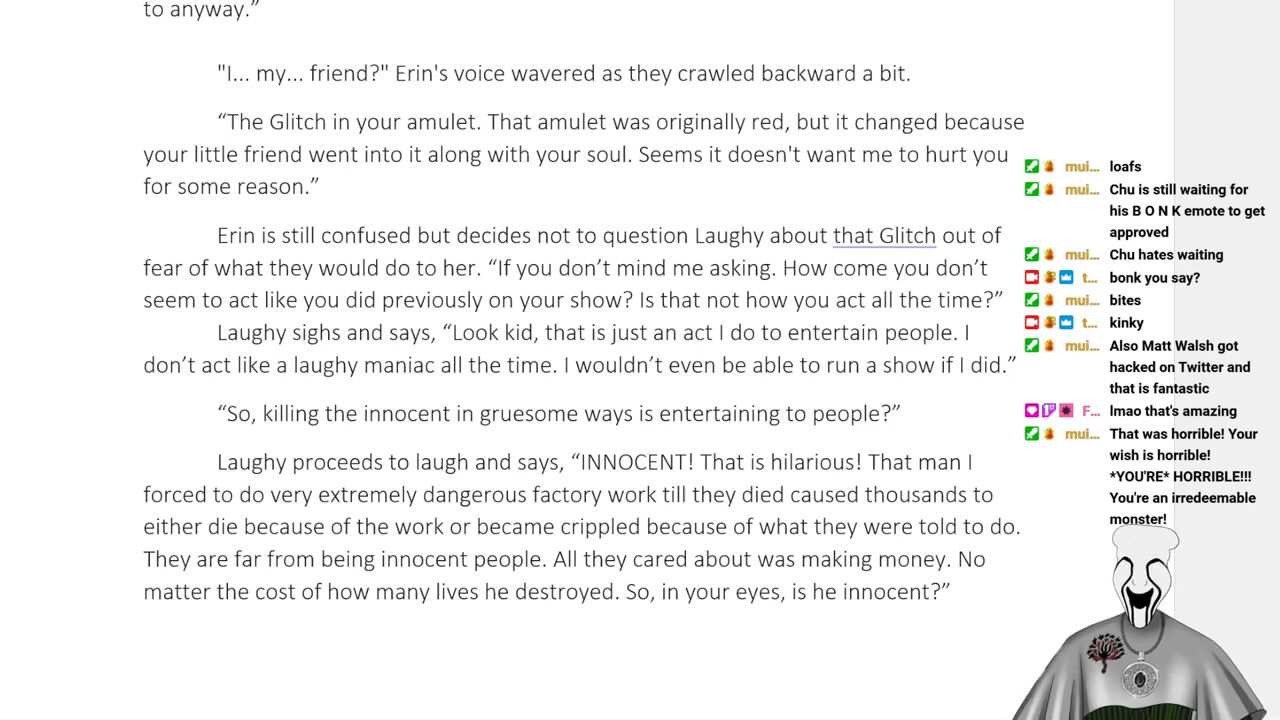 to anyway.”
"I... my... friend?" Erin's voice wavered as they crawled backward a bit.
“The Glitch in your amulet. That amulet was originally red, but it changed because
your little friend went into it along with your soul. Seems it doesn't want me to hurt you
for some reason.”
Erin is still confused but decides not to question Laughy about that Glitch out of
fear of what they would do to her. “If you don’t mind me asking. How come you don’t
seem to act like you did previously on your show? Is that not how you act all the time?”
Laughy sighs and says, “Look kid, that is just an act I do to entertain people. I
don’t act like a laughy maniac all the time. I wouldn’t even be able to run a show if I did.”
“So, killing the innocent in gruesome ways is entertaining to people?”
Laughy proceeds to laugh and says, “INNOCENT! That is hilarious! That man I
forced to do very extremely dangerous factory work till they died caused thousands to
either die because of the work or became crippled because of what they were told to do.
They are far from being innocent people. All they cared about was making money. No
matter the cost of how many lives he destroyed. So, in your eyes, is he innocent?”
mui... loafs
mui... Chu is still waiting for
his B O N K emote to get
approved
mui... Chu hates waiting
t... bonk you say?
mui... bites
t... kinky
mui... Also Matt Walsh got
hacked on Twitter and
that is fantastic
F... lmao that's amazing
mui... That was horrible! Your
wish is horrible!
*YOU'RE* HORRIBLE!!!
You're an irredeemable
monster!